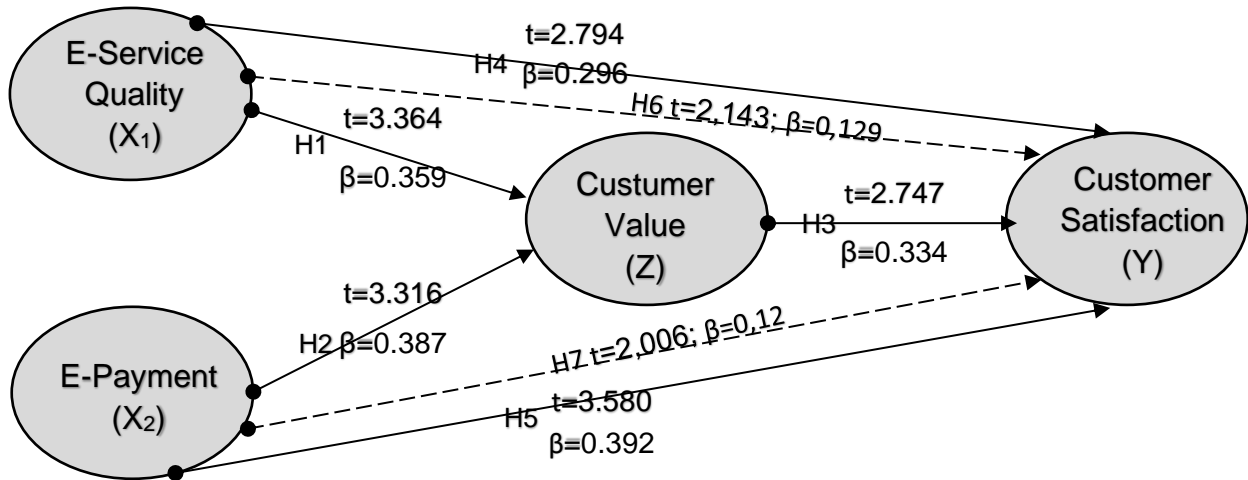 E-Service
Quality
(X₁)
t=2.794
H4
β=0.296
H6 t=2,143; β=0,129
t=3.364
H1
β=0.359
Custumer
Value
(Z)
t=2.747
H3
β=0.334
Customer
Satisfaction
(Y)
t=3.316
H2 β=0.387
H7 t=2,006; β=0,12
E-Payment
(X₂)
t=3.580
H5
β=0.392